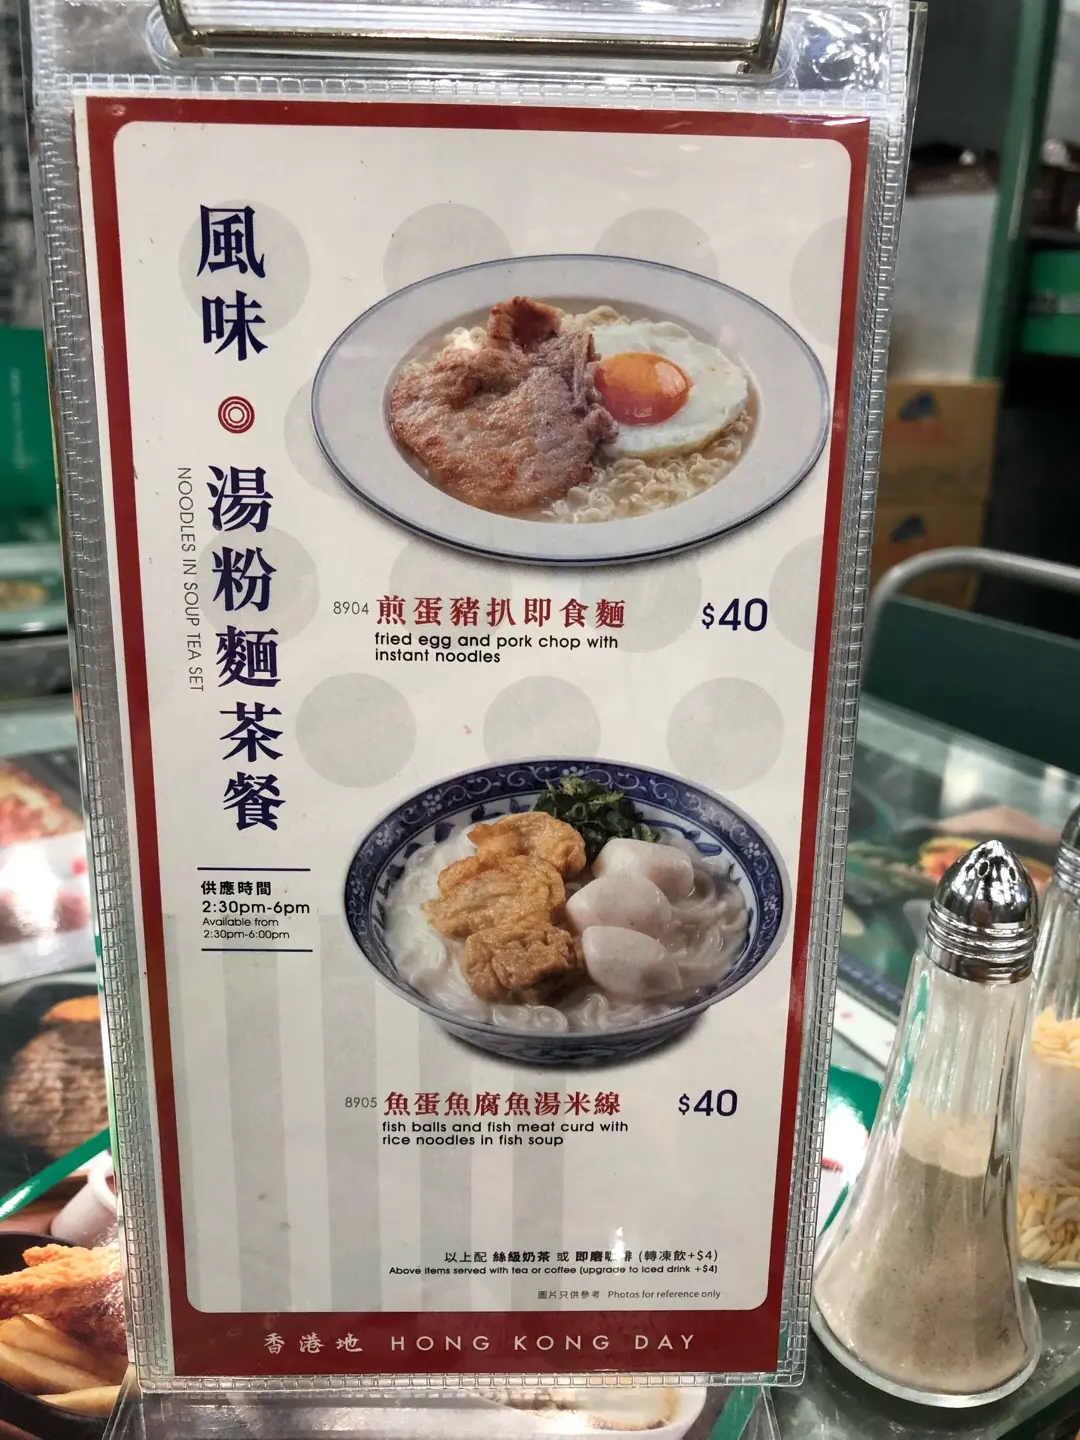 風味
湯粉麵茶餐
NOODLES IN SOUP TEA SET
供應時間
2:30pm-6pm
Available from
2:30pm-6:00pm
8904 煎蛋豬扒即食麵 $40
fried egg and pork chop with
instant noodles
8905 魚蛋魚腐魚湯米線 $40
fish balls and fish meat curd with
rice noodles in fish soup
以上配 絲級奶茶 或 即磨咖啡 (轉凍飲+$4)
Above items served with tea or coffee (upgrade to iced drink +$4)
圖片只供參考 Photos for reference only
香港地 HONG KONG DAY